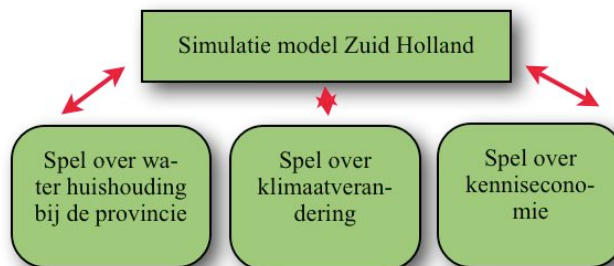 Simulatie model Zuid Holland
Spel over wa-
ter huishouding
bij de provincie
Spel over
klimaatveran-
dering
Spel over
kenniseconο-
mie